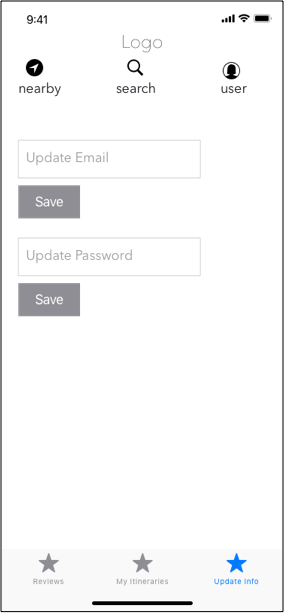 9:41
Logo
nearby search user
Update Email
Save
Update Password
Save
Reviews My Itineraries Update Info